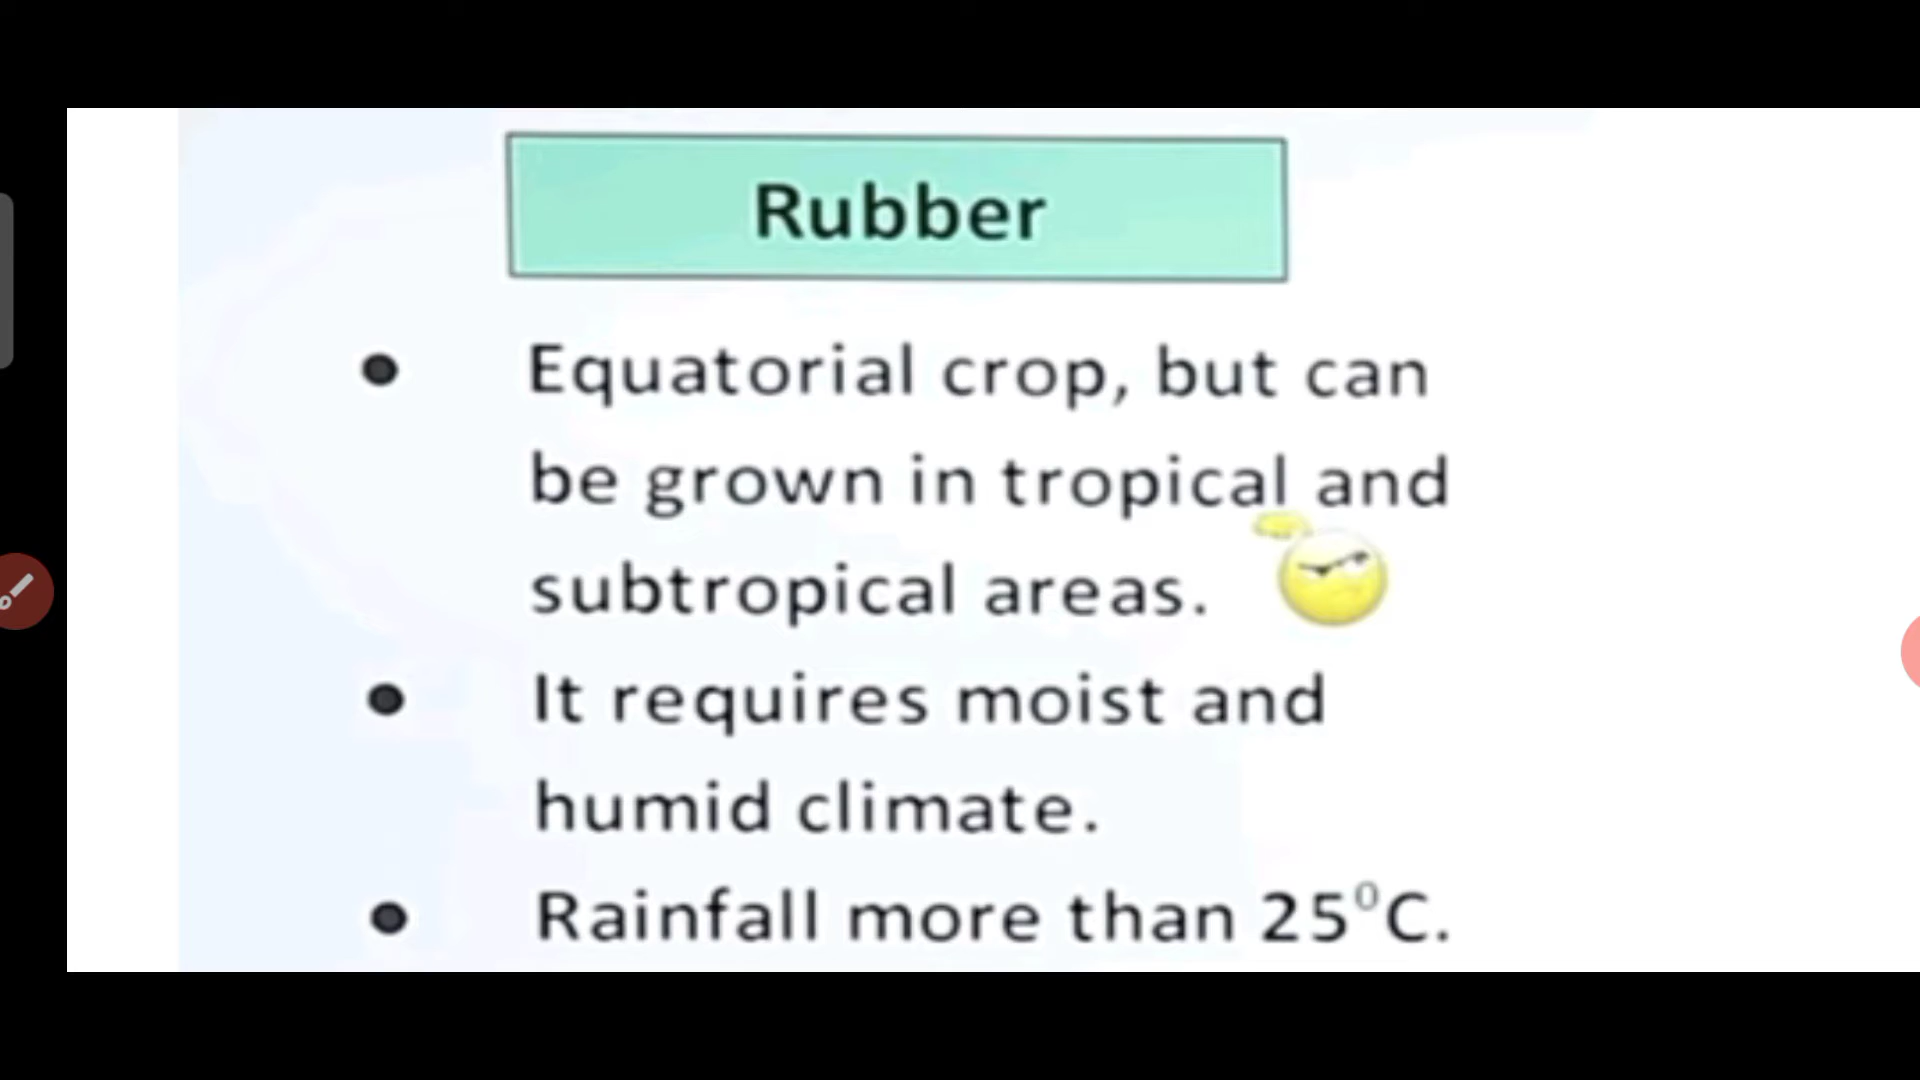 Rubber
● Equatorial crop, but can
be grown in tropical and
subtropical areas.
● It requires moist and
humid climate.
● Rainfall more than 25⁰C.